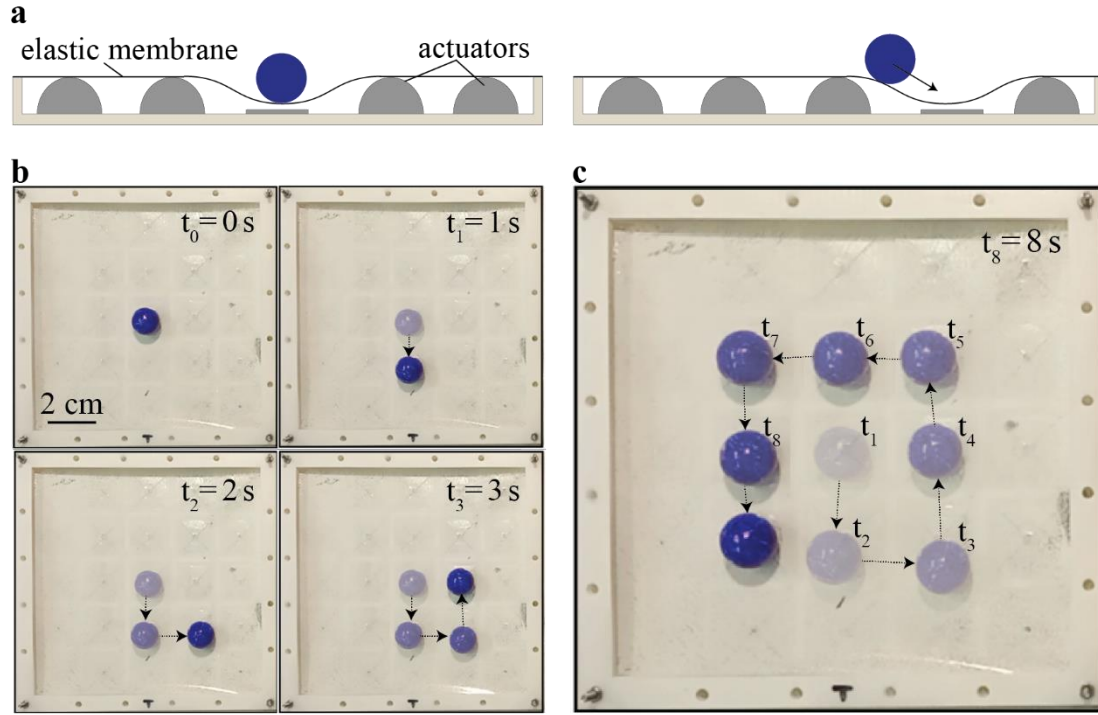 a
elastic membrane
actuators
b
t₀= 0 s
2 cm
t₁= 1 s
t₂= 2 s
t₃= 3 s
c
t₈= 8 s
t₇
t₆
t₅
t₈
t₁
t₄
t₂
t₃
T
T
T
T
T